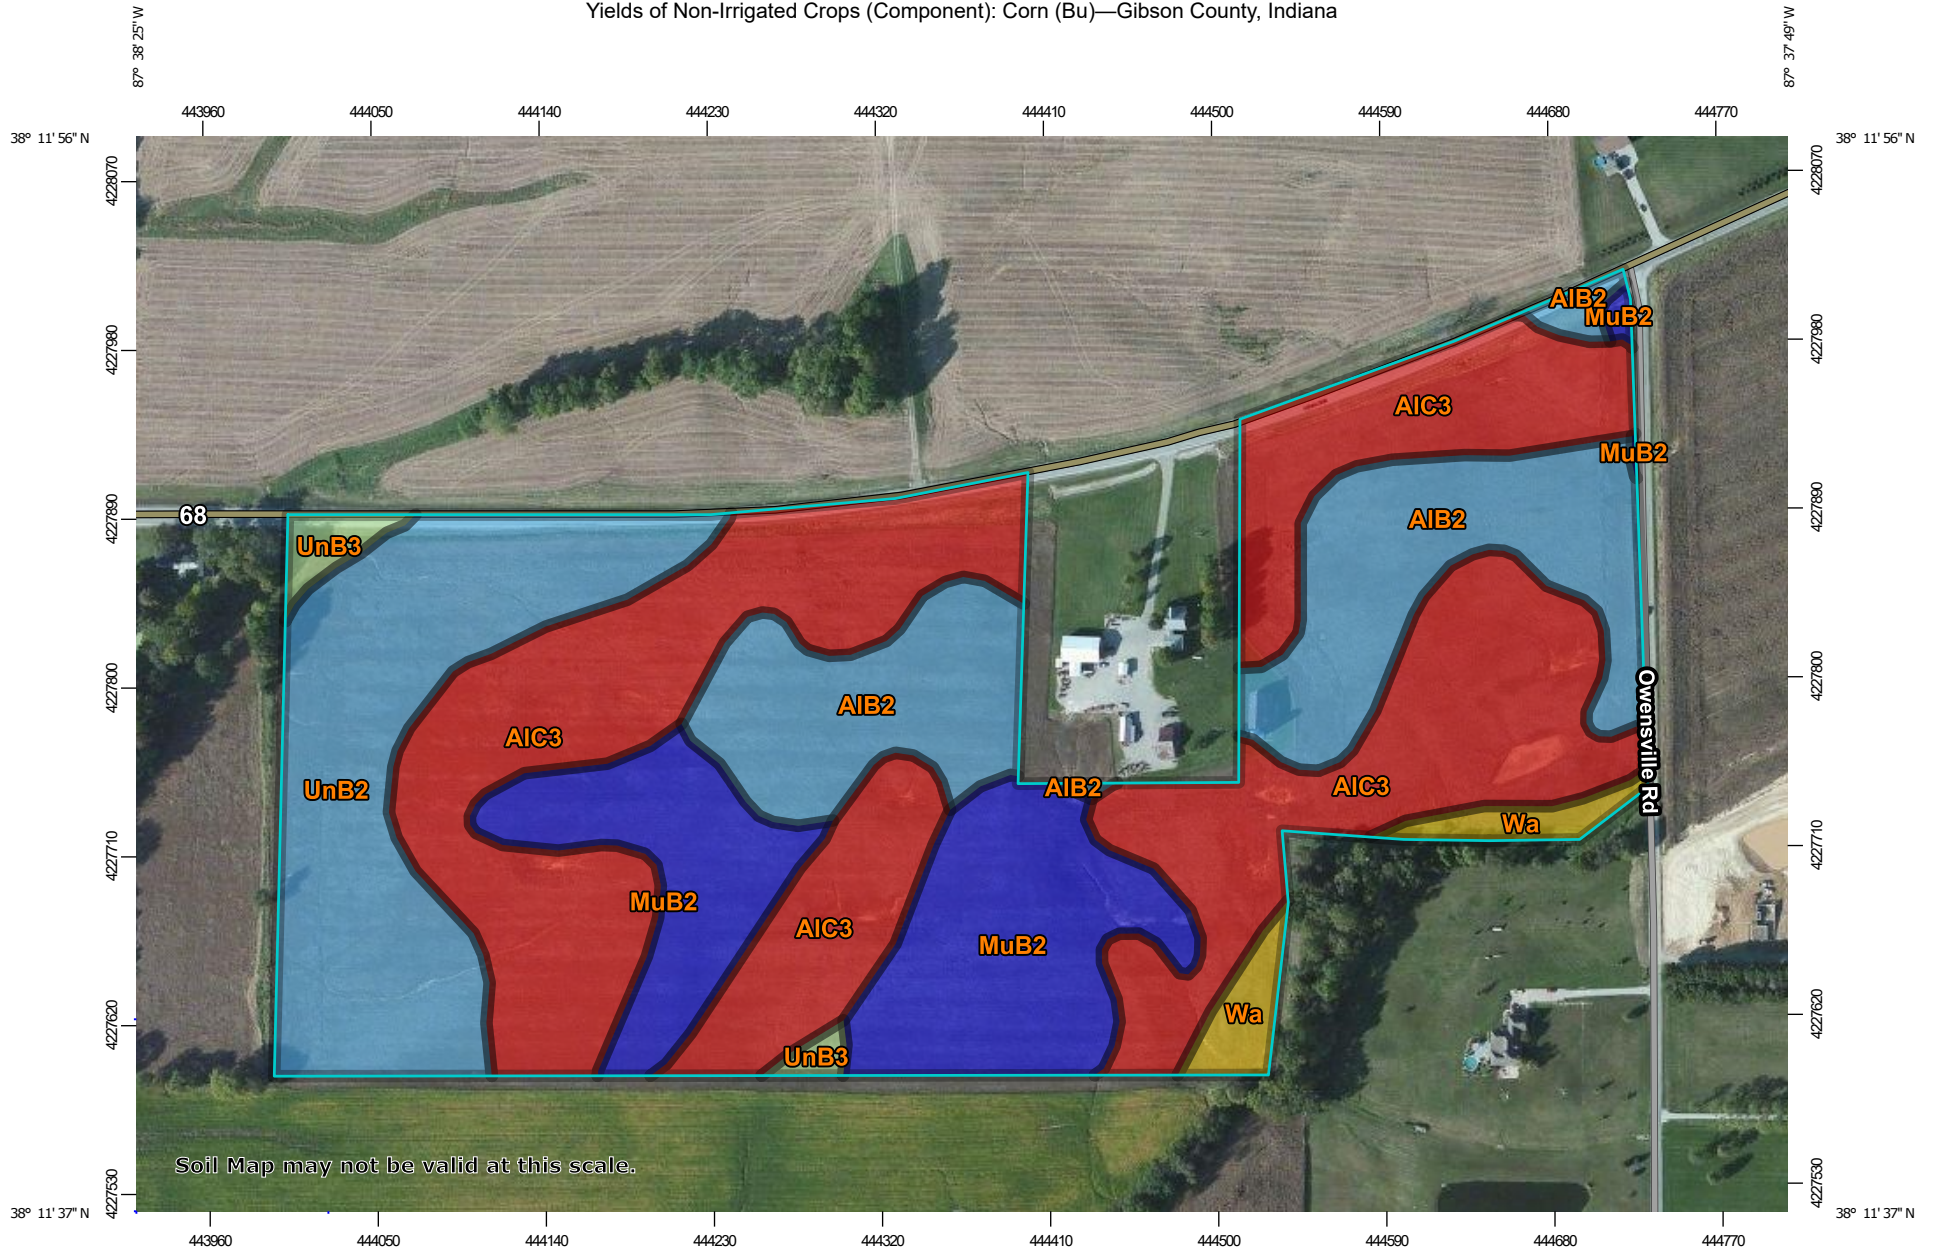 Yields of Non-Irrigated Crops (Component): Corn (Bu)—Gibson County, Indiana
87° 38' 25" W
87° 37' 49" W
443960 444050 444140 444230 444320 444410 444500 444590 444680 444770
38° 11' 56" N
38° 11' 56" N
4228070
4228070
AlB2
MuB2
4227980
4227980
AlC3
MuB2
4227890
4227890
68
AlB2
UnB3
4227800
4227800
AlB2
AlC3
Owensville Rd
UnB2
AlB2
AlC3
Wa
4227710
4227710
MuB2
AlC3
MuB2
Wa
4227620
4227620
UnB3
Soil Map may not be valid at this scale.
4227530
4227530
38° 11' 37" N
38° 11' 37" N
443960 444050 444140 444230 444320 444410 444500 444590 444680 444770